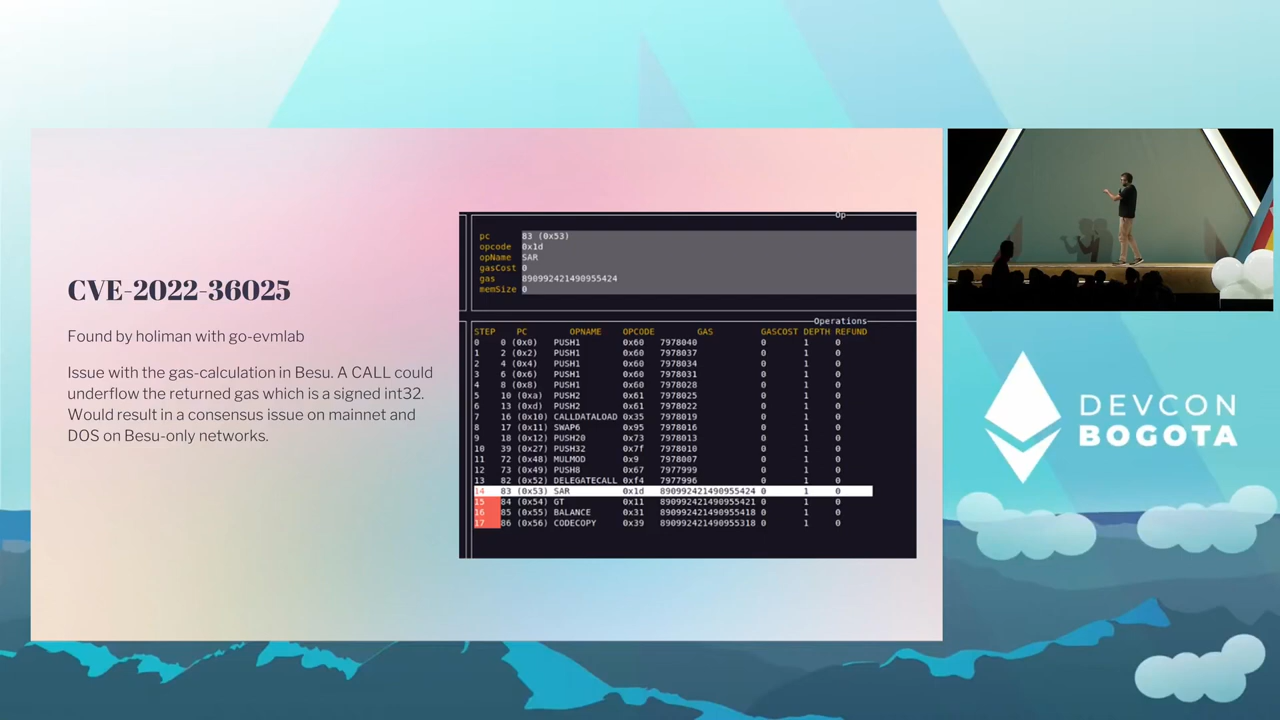 CVE-2022-36025
Found by holiman with go-evmlab
Issue with the gas-calculation in Besu. A CALL could
underflow the returned gas which is a signed int32.
Would result in a consensus issue on mainnet and
DOS on Besu-only networks.
Op
pc 83 (0x53)
opcode 0x1d
opName SAR
gasCost 0
gas 890992421490955424
memSize 0
Operations
STEP PC OPNAME OPCODE GAS GASCOST DEPTH REFUND
0 0 (0x0) PUSH1 0x60 7978040 0 1 0
1 2 (0x2) PUSH1 0x60 7978037 0 1 0
2 4 (0x4) PUSH1 0x60 7978034 0 1 0
3 6 (0x6) PUSH1 0x60 7978031 0 1 0
4 8 (0x8) PUSH1 0x60 7978028 0 1 0
5 10 (0xa) PUSH2 0x61 7978025 0 1 0
6 13 (0xd) PUSH2 0x61 7978022 0 1 0
7 16 (0x10) CALLDATALOAD 0x35 7978019 0 1 0
8 17 (0x11) SWAP6 0x95 7978016 0 1 0
9 18 (0x12) PUSH20 0x73 7978013 0 1 0
10 39 (0x27) PUSH32 0x7f 7978010 0 1 0
11 72 (0x48) MULMOD 0x9 7978007 0 1 0
12 73 (0x49) PUSH8 0x67 7977999 0 1 0
13 82 (0x52) DELEGATECALL 0xf4 7977996 0 1 0
14 83 (0x53) SAR 0x1d 890992421490955424 0 1 0
15 84 (0x54) GT 0x11 890992421490955421 0 1 0
16 85 (0x55) BALANCE 0x31 890992421490955418 0 1 0
17 86 (0x56) CODECOPY 0x39 890992421490955318 0 1 0
DEVCON
BOGOTA